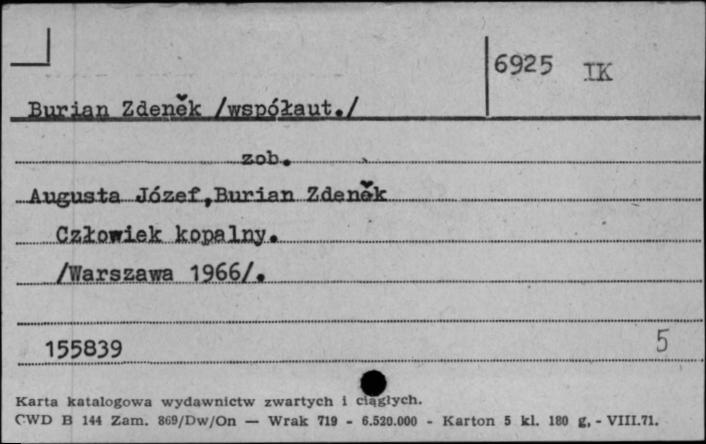 6925 IK
Burian Zdeněk /współaut./
zob.
Augusta Józef,Burian Zdeněk
Człowiek kopalny.
/Warszawa 1966/.
155839 5
Karta katalogowa wydawnictw zwartych i ciągłych.
CWD B 144 Zam. 869/Dw/On — Wrak 719 - 6.520.000 - Karton 5 kl. 180 g, - VIII.71.